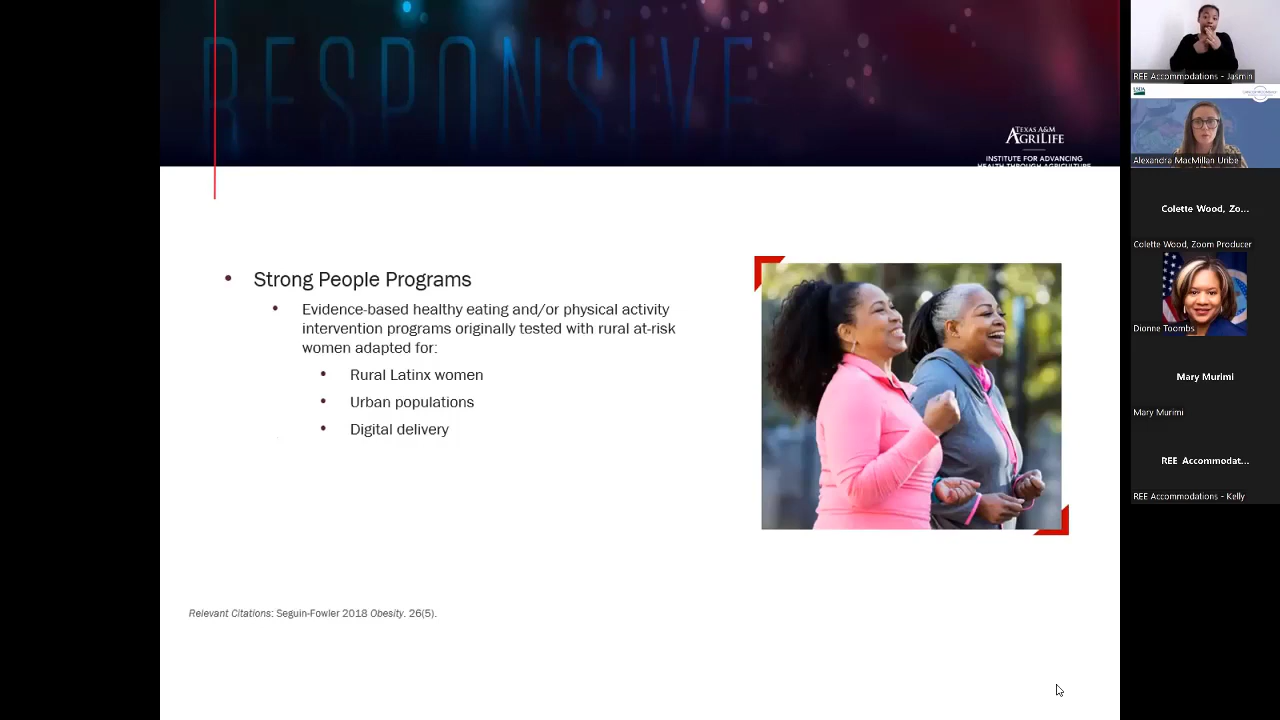 RESPONSIVE
TEXAS A&M
AGRILIFE
INSTITUTE FOR ADVANCING
HEALTH THROUGH AGRICULTURE
• Strong People Programs
• Evidence-based healthy eating and/or physical activity
intervention programs originally tested with rural at-risk
women adapted for:
• Rural Latinx women
• Urban populations
• Digital delivery
Relevant Citations: Seguin-Fowler 2018 Obesity. 26(5).
REE Accommodations - Jasmin
USDA
Alexandra MacMillan Uribe
Colette Wood, Zo...
Colette Wood, Zoom Producer
Dionne Toombs
Mary Murimi
Mary Murimi
REE Accommodat...
REE Accommodations - Kelly